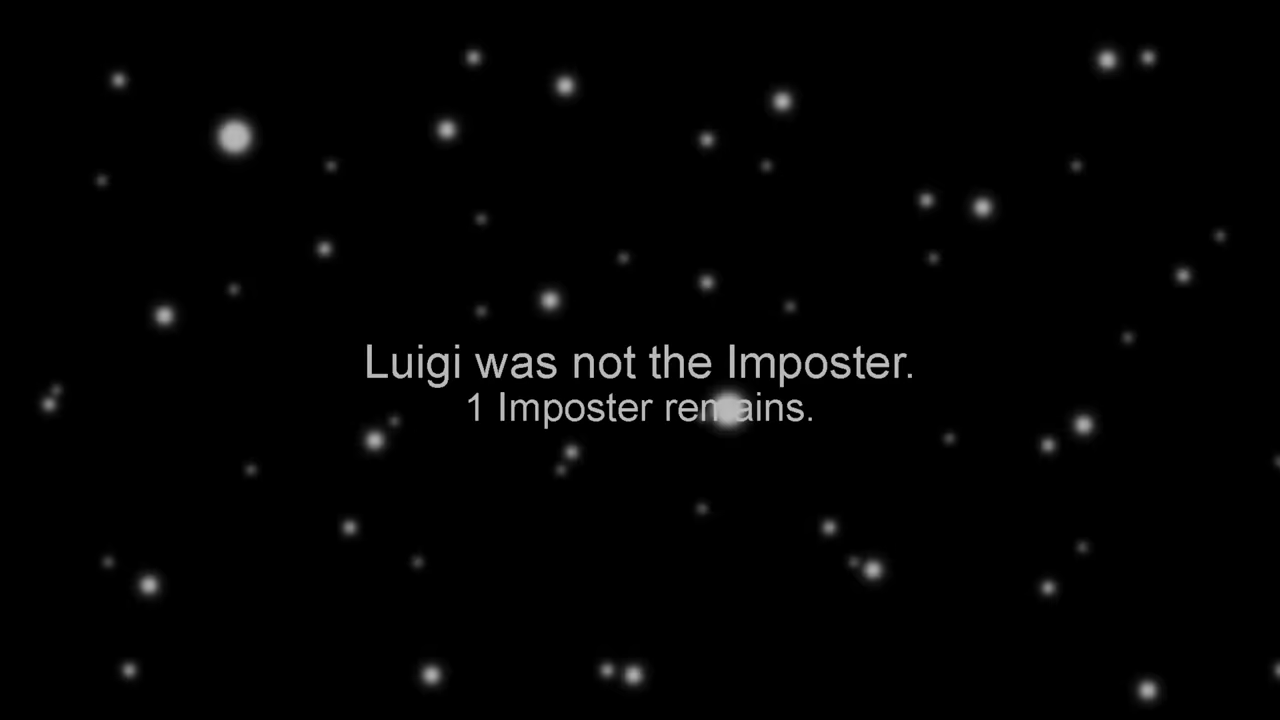 Luigi was not the Imposter.
1 Imposter remains.